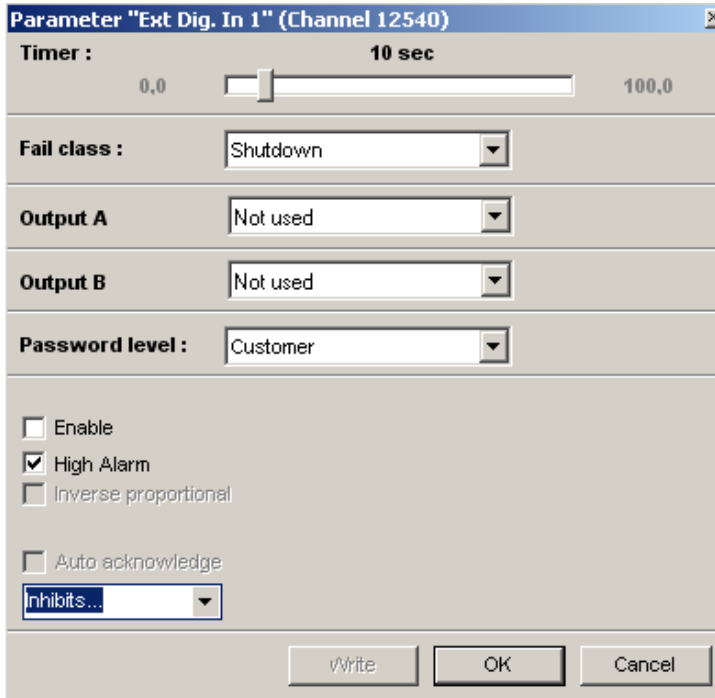 Parameter "Ext Dig. In 1" (Channel 12540)
Timer : 10 sec
0,0 100,0
Fail class : Shutdown
Output A Not used
Output B Not used
Password level : Customer
Enable
High Alarm
Inverse proportional
Auto acknowledge
Inhibits...
Write OK Cancel